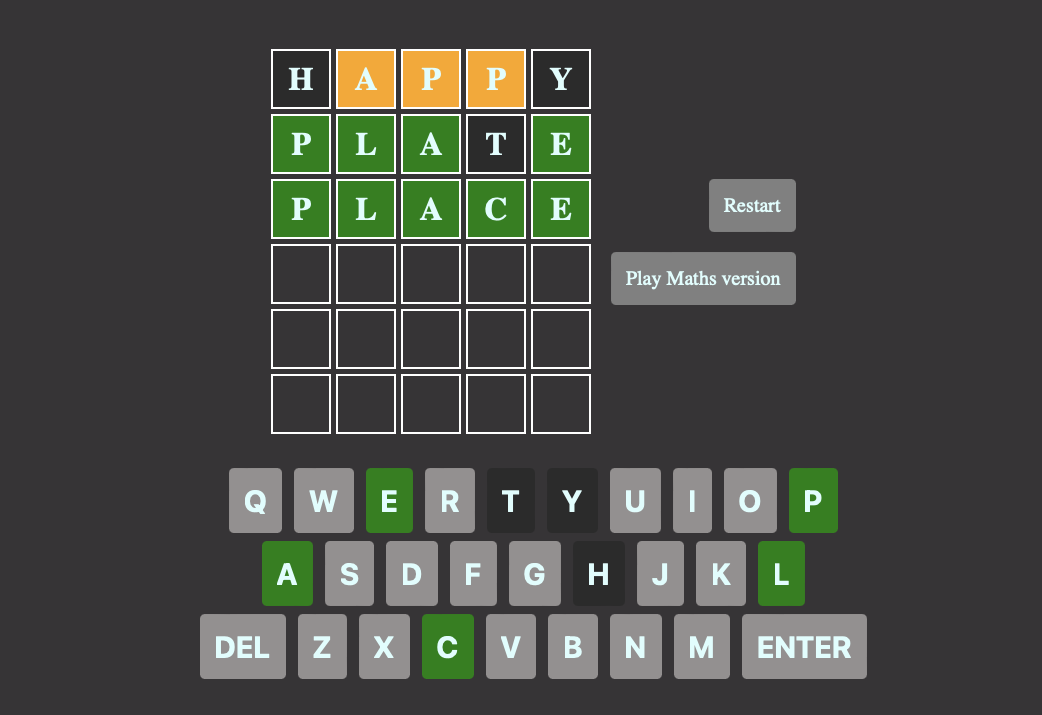 H A P P Y
P L A T E
P L A C E
Restart
Play Maths version
Q W E R T Y U I O P
A S D F G H J K L
DEL Z X C V B N M ENTER